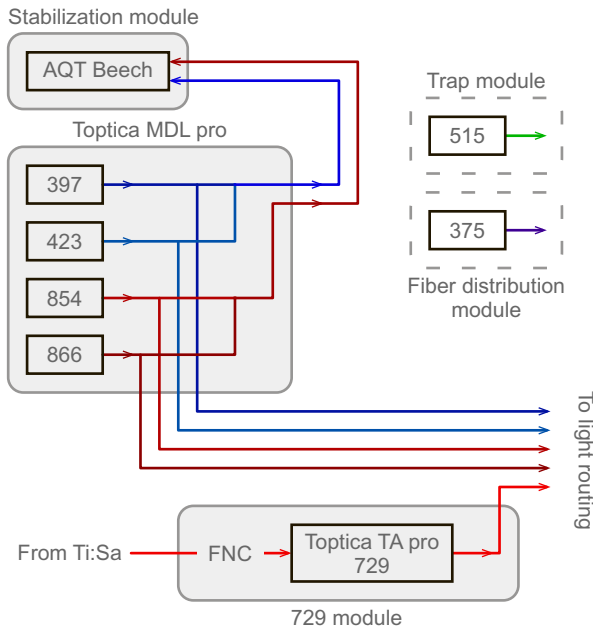 Stabilization module
AQT Beech
Toptica MDL pro
397
423
854
866
Trap module
515
375
Fiber distribution
module
To light routing
From Ti:Sa
FNC
Toptica TA pro
729
729 module